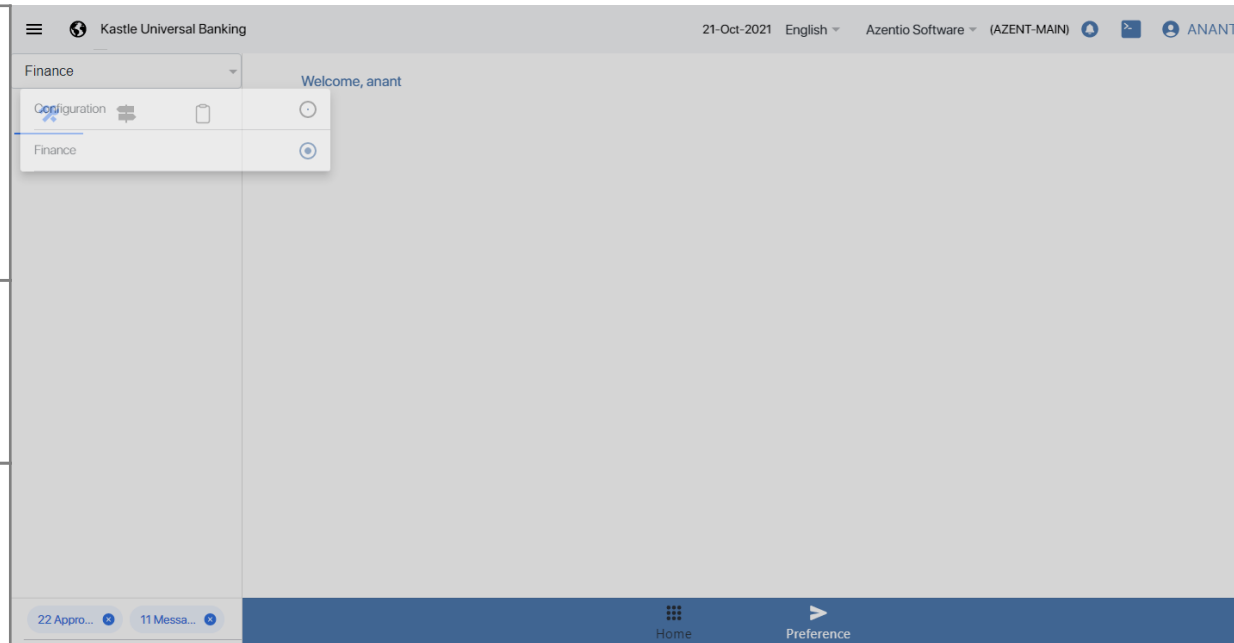 Kastle Universal Banking 21-Oct-2021 English Azentio Software (AZENT-MAIN) ANANT
Finance
Welcome, anant
Configuration
Finance
22 Appro... 11 Messa...
Home Preference